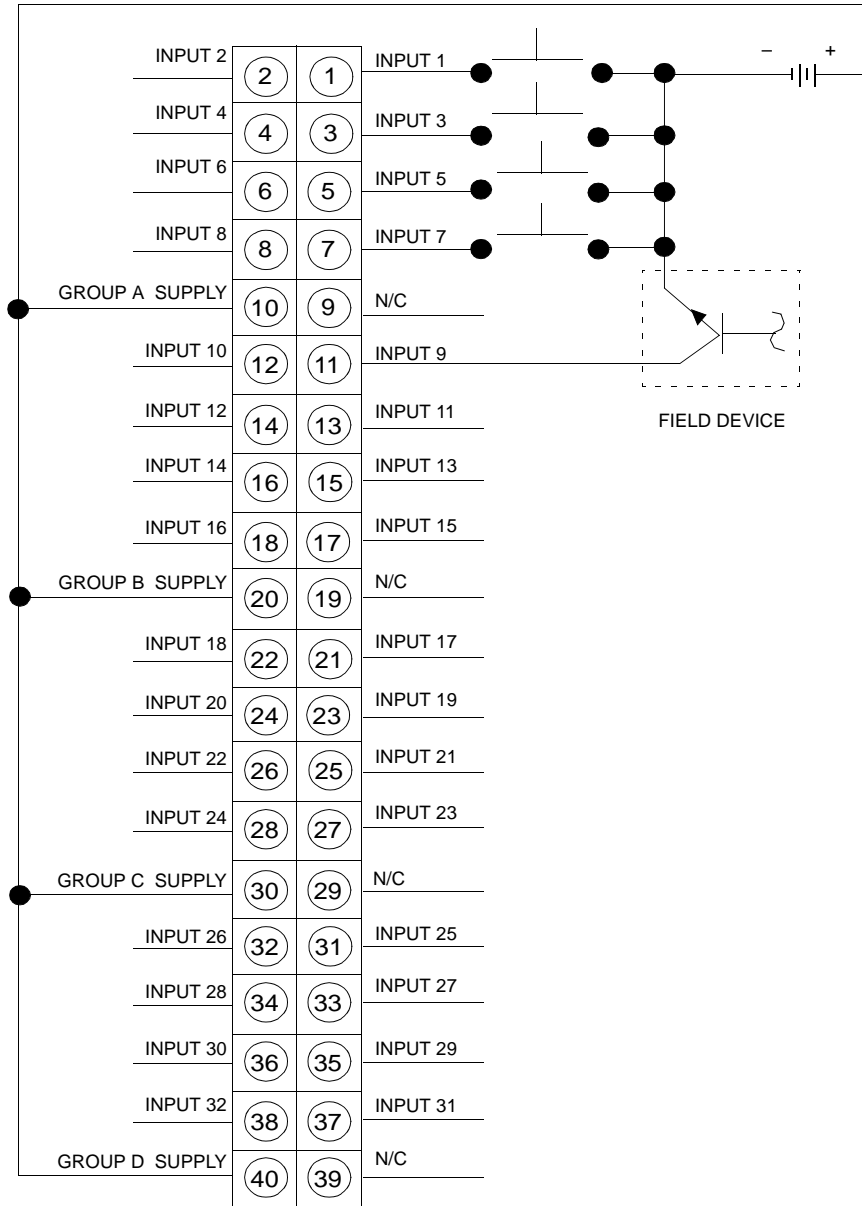 – +
INPUT 2 2 1 INPUT 1
INPUT 4 4 3 INPUT 3
INPUT 6 6 5 INPUT 5
INPUT 8 8 7 INPUT 7
GROUP A SUPPLY 10 9 N/C
INPUT 10 12 11 INPUT 9
INPUT 12 14 13 INPUT 11
FIELD DEVICE
INPUT 14 16 15 INPUT 13
INPUT 16 18 17 INPUT 15
GROUP B SUPPLY 20 19 N/C
INPUT 18 22 21 INPUT 17
INPUT 20 24 23 INPUT 19
INPUT 22 26 25 INPUT 21
INPUT 24 28 27 INPUT 23
GROUP C SUPPLY 30 29 N/C
INPUT 26 32 31 INPUT 25
INPUT 28 34 33 INPUT 27
INPUT 30 36 35 INPUT 29
INPUT 32 38 37 INPUT 31
GROUP D SUPPLY 40 39 N/C